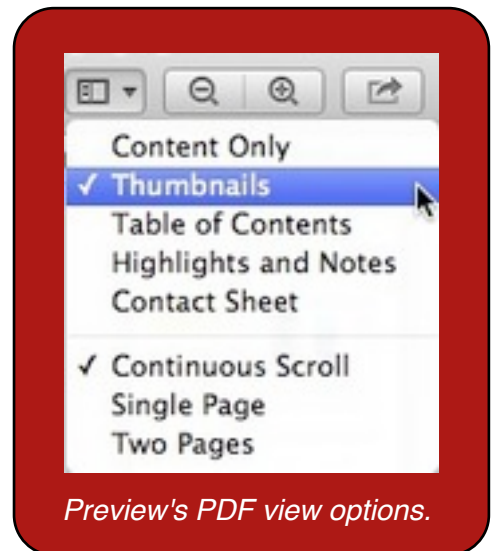 Content Only
✓ Thumbnails
Table of Contents
Highlights and Notes
Contact Sheet
✓ Continuous Scroll
Single Page
Two Pages
Preview's PDF view options.